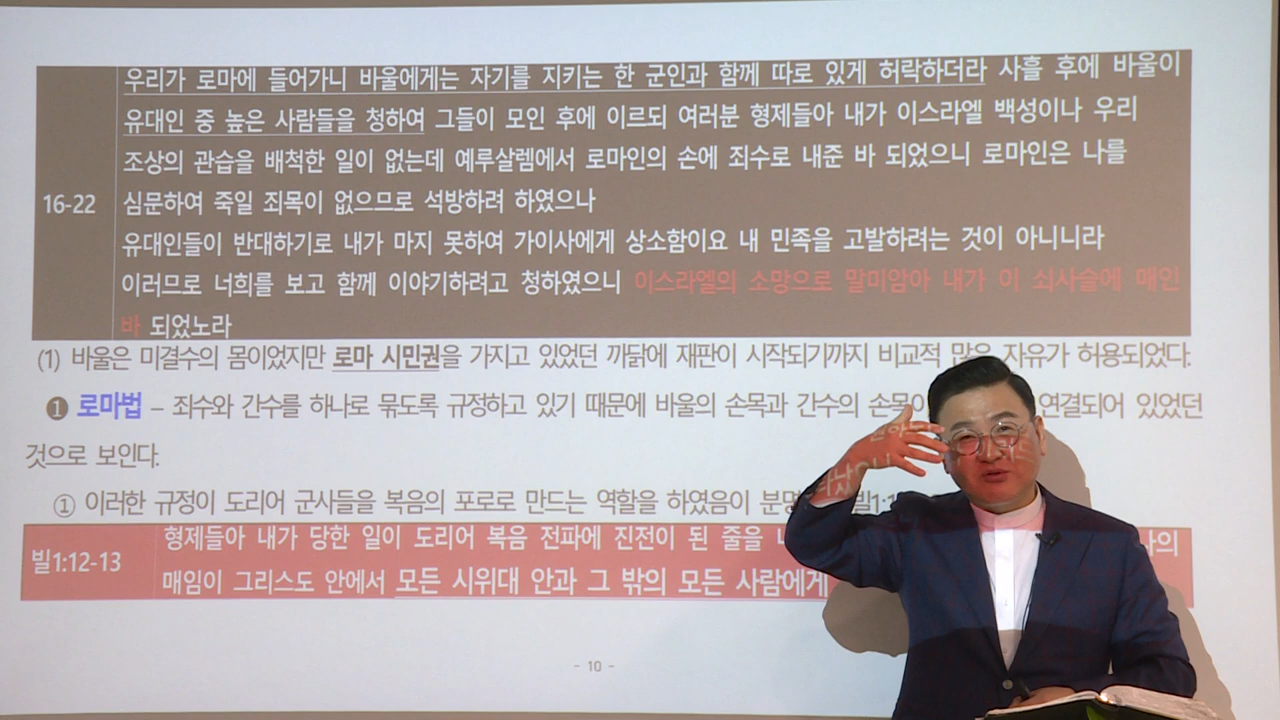 우리가 로마에 들어가니 바울에게는 자기를 지키는 한 군인과 함께 따로 있게 허락하더라 사흘 후에 바울이
유대인 중 높은 사람들을 청하여 그들이 모인 후에 이르되 여러분 형제들아 내가 이스라엘 백성이나 우리
조상의 관습을 배척한 일이 없는데 예루살렘에서 로마인의 손에 죄수로 내준 바 되었으니 로마인은 나를
16-22 심문하여 죽일 죄목이 없으므로 석방하려 하였으나
유대인들이 반대하기로 내가 마지 못하여 가이사에게 상소함이요 내 민족을 고발하려는 것이 아니니라
이러므로 너희를 보고 함께 이야기하려고 청하였으니 이스라엘의 소망으로 말미암아 내가 이 쇠사슬에 매인
바 되었노라
(1) 바울은 미결수의 몸이었지만 로마 시민권을 가지고 있었던 까닭에 재판이 시작되기까지 비교적 많은 자유가 허용되었다.
❶ 로마법 – 죄수와 간수를 하나로 묶도록 규정하고 있기 때문에 바울의 손목과 간수의 손목이 연결되어 있었던
것으로 보인다.
① 이러한 규정이 도리어 군사들을 복음의 포로로 만드는 역할을 하였음이
형제들아 내가 당한 일이 도리어 복음 전파에 진전이 된 줄을
빌1:12-13
매임이 그리스도 안에서 모든 시위대 안과 그 밖의 모든 사람에게
- 10 -